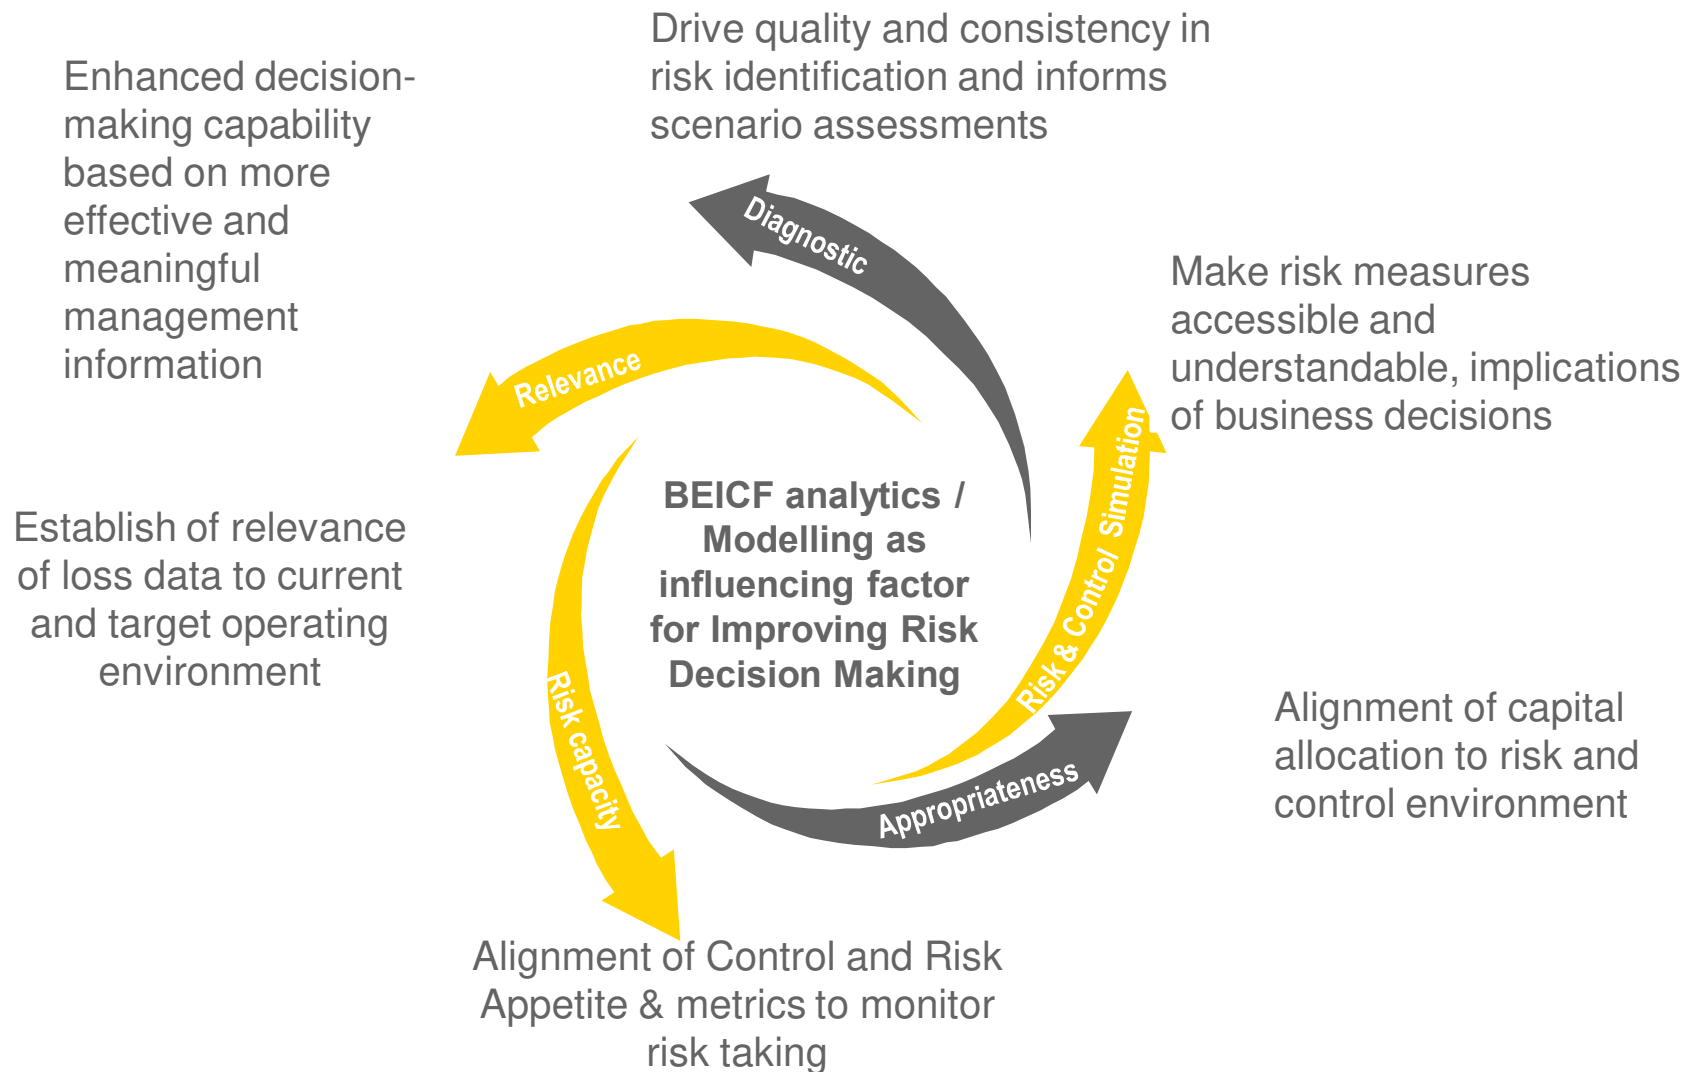 Drive quality and consistency in
risk identification and informs
scenario assessments
Enhanced decision-
making capability
based on more
effective and
meaningful
management
information
Diagnostic
Make risk measures
accessible and
understandable, implications
of business decisions
Relevance
Risk & Control Simulation
BEICF analytics /
Modelling as
influencing factor
for Improving Risk
Decision Making
Establish of relevance
of loss data to current
and target operating
environment
Risk capacity
Appropriateness
Alignment of capital
allocation to risk and
control environment
Alignment of Control and Risk
Appetite & metrics to monitor
risk taking